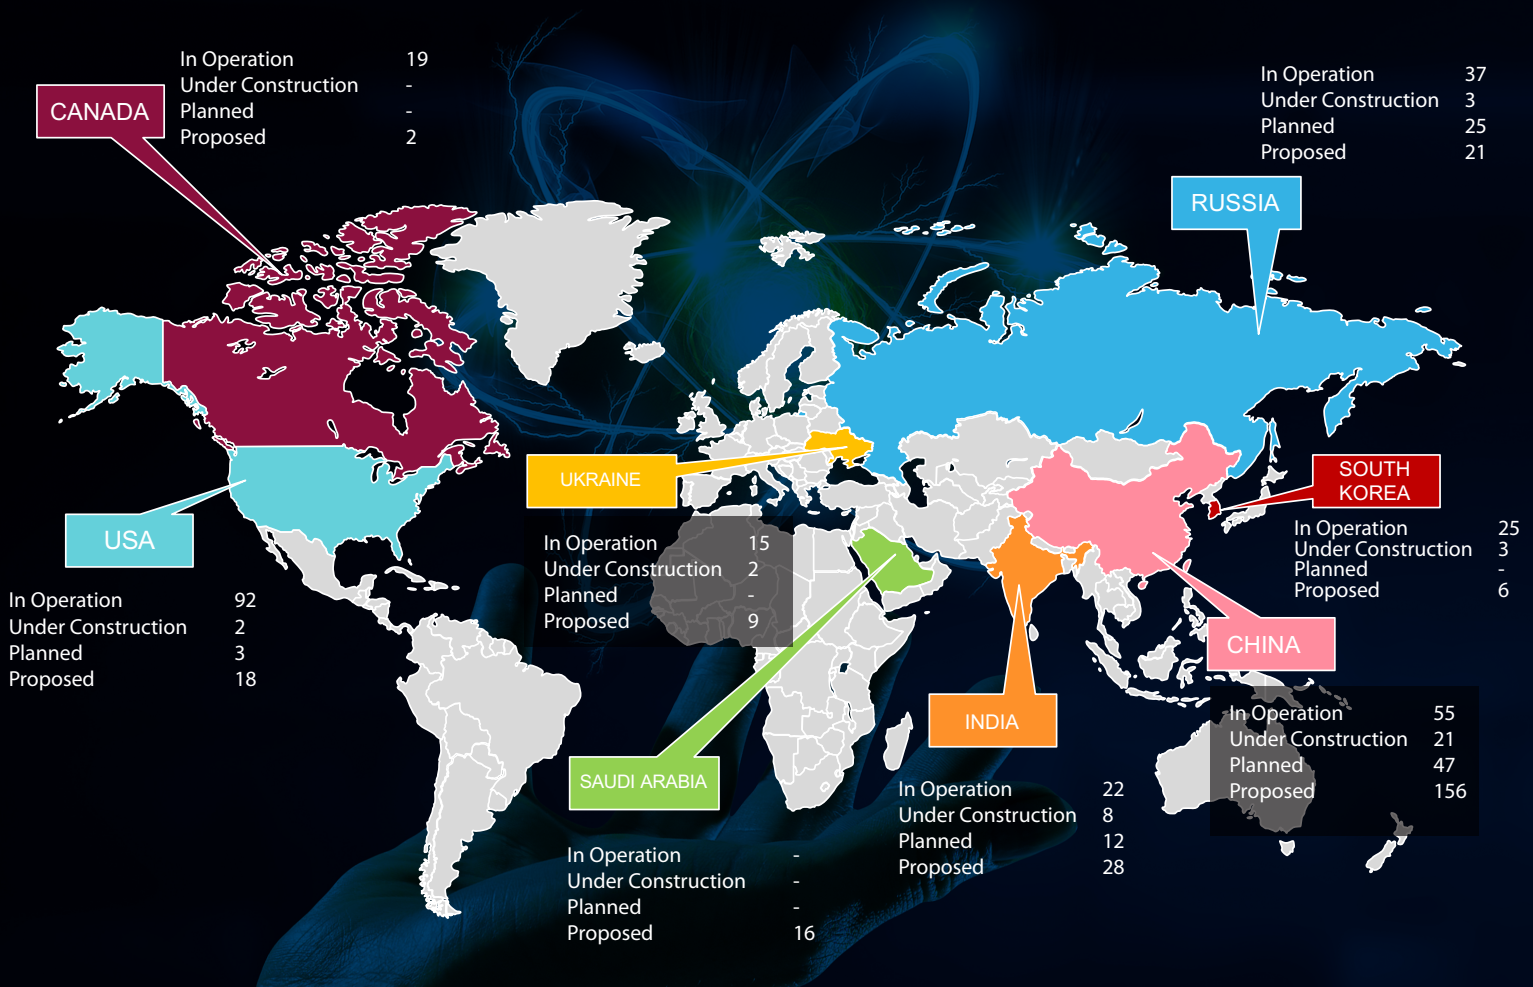 CANADA
In Operation 19
Under Construction -
Planned -
Proposed 2
In Operation 37
Under Construction 3
Planned 25
Proposed 21
RUSSIA
UKRAINE
In Operation 15
Under Construction 2
Planned -
Proposed 9
SOUTH
KOREA
In Operation 25
Under Construction 3
Planned -
Proposed 6
USA
In Operation 92
Under Construction 2
Planned 3
Proposed 18
CHINA
In Operation 55
Under Construction 21
Planned 47
Proposed 156
INDIA
In Operation 22
Under Construction 8
Planned 12
Proposed 28
SAUDI ARABIA
In Operation -
Under Construction -
Planned -
Proposed 16